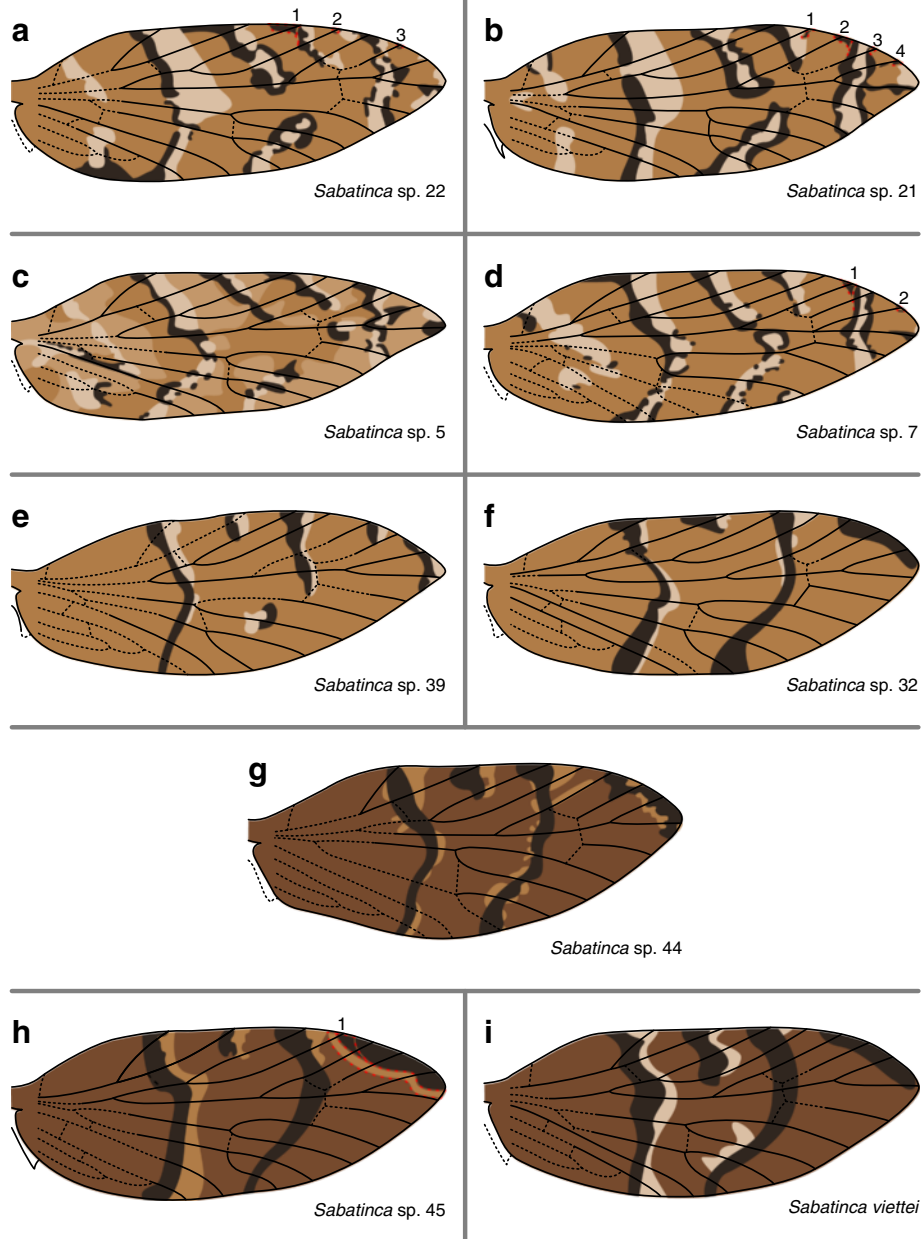 a
1 2 3
Sabatinca sp. 22
b
1 2 3 4
Sabatinca sp. 21
c
Sabatinca sp. 5
d
1 2
Sabatinca sp. 7
e
Sabatinca sp. 39
f
Sabatinca sp. 32
g
Sabatinca sp. 44
h
1
Sabatinca sp. 45
i
Sabatinca viettei